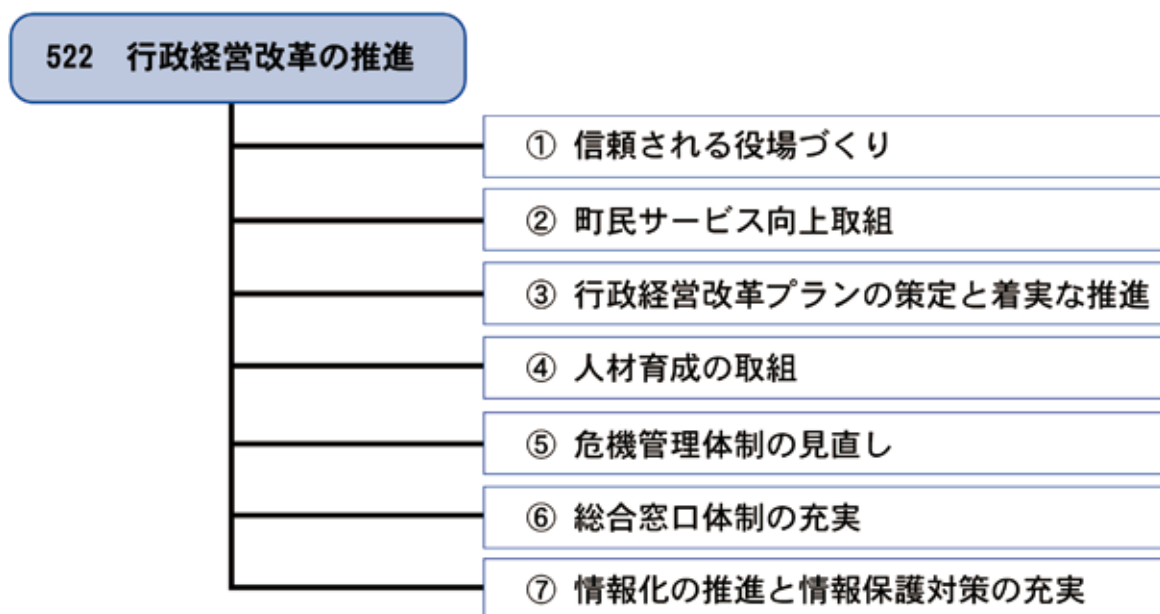 522　行政経営改革の推進
① 信頼される役場づくり
② 町民サービス向上取組
③ 行政経営改革プランの策定と着実な推進
④ 人材育成の取組
⑤ 危機管理体制の見直し
⑥ 総合窓口体制の充実
⑦ 情報化の推進と情報保護対策の充実